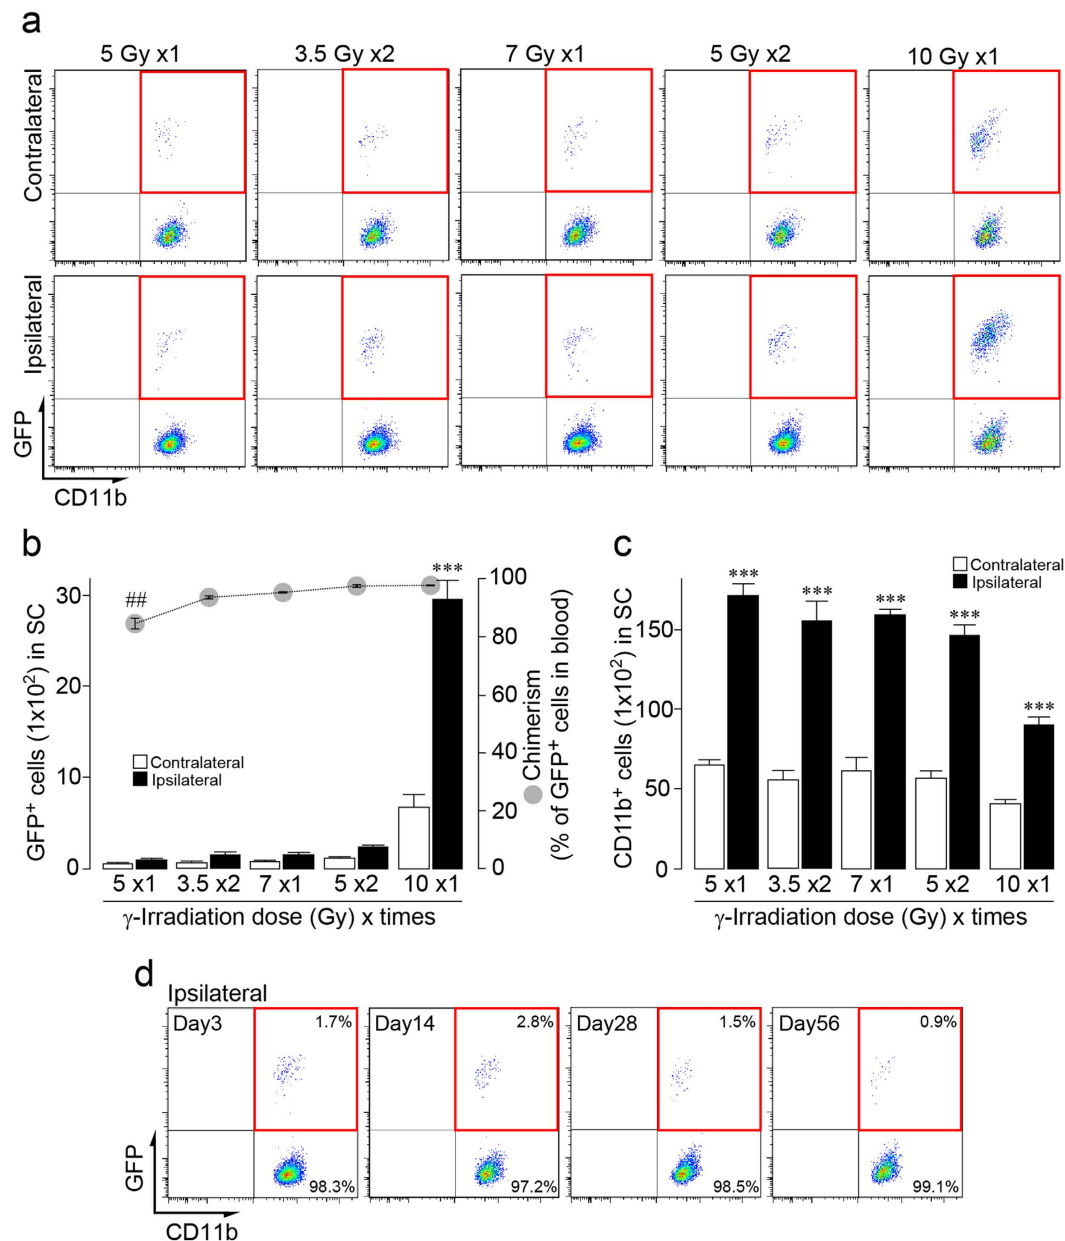 a
5 Gy x1
3.5 Gy x2
7 Gy x1
5 Gy x2
10 Gy x1
Contralateral
Ipsilateral
GFP
CD11b
b
GFP⁺ cells (1x10²) in SC
30
20
10
0
##
***
Contralateral
Ipsilateral
100
80
60
40
20
0
Chimerism
(% of GFP⁺ cells in blood)
5 x1
3.5 x2
7 x1
5 x2
10 x1
γ-Irradiation dose (Gy) x times
c
Contralateral
Ipsilateral
CD11b⁺ cells (1x10²) in SC
150
100
50
0
***
***
***
***
***
5 x1
3.5 x2
7 x1
5 x2
10 x1
γ-Irradiation dose (Gy) x times
d
Ipsilateral
Day3
1.7%
98.3%
Day14
2.8%
97.2%
Day28
1.5%
98.5%
Day56
0.9%
99.1%
GFP
CD11b